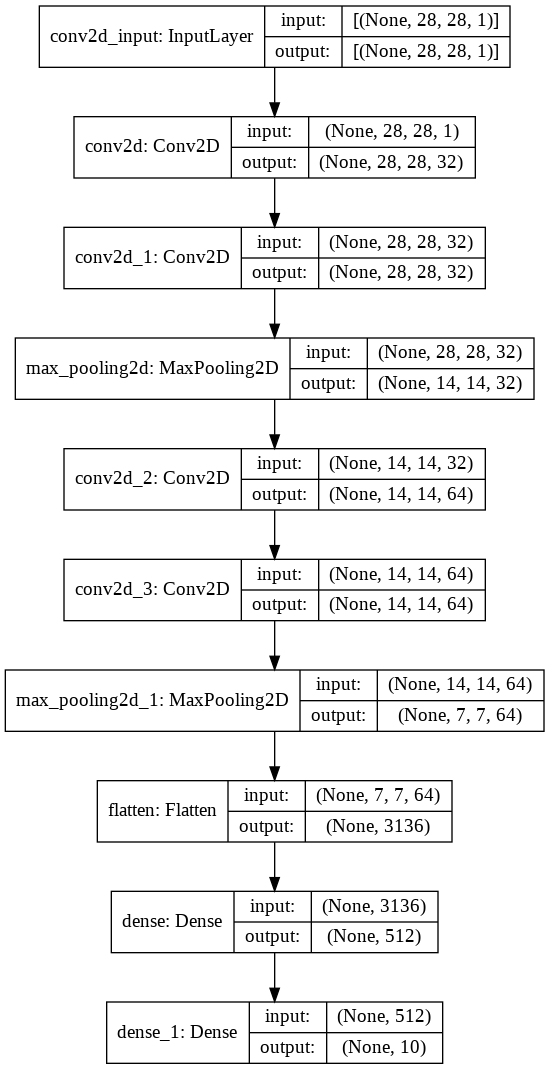 conv2d_input: InputLayer
input: [(None, 28, 28, 1)]
output: [(None, 28, 28, 1)]
conv2d: Conv2D
input: (None, 28, 28, 1)
output: (None, 28, 28, 32)
conv2d_1: Conv2D
input: (None, 28, 28, 32)
output: (None, 28, 28, 32)
max_pooling2d: MaxPooling2D
input: (None, 28, 28, 32)
output: (None, 14, 14, 32)
conv2d_2: Conv2D
input: (None, 14, 14, 32)
output: (None, 14, 14, 64)
conv2d_3: Conv2D
input: (None, 14, 14, 64)
output: (None, 14, 14, 64)
max_pooling2d_1: MaxPooling2D
input: (None, 14, 14, 64)
output: (None, 7, 7, 64)
flatten: Flatten
input: (None, 7, 7, 64)
output: (None, 3136)
dense: Dense
input: (None, 3136)
output: (None, 512)
dense_1: Dense
input: (None, 512)
output: (None, 10)